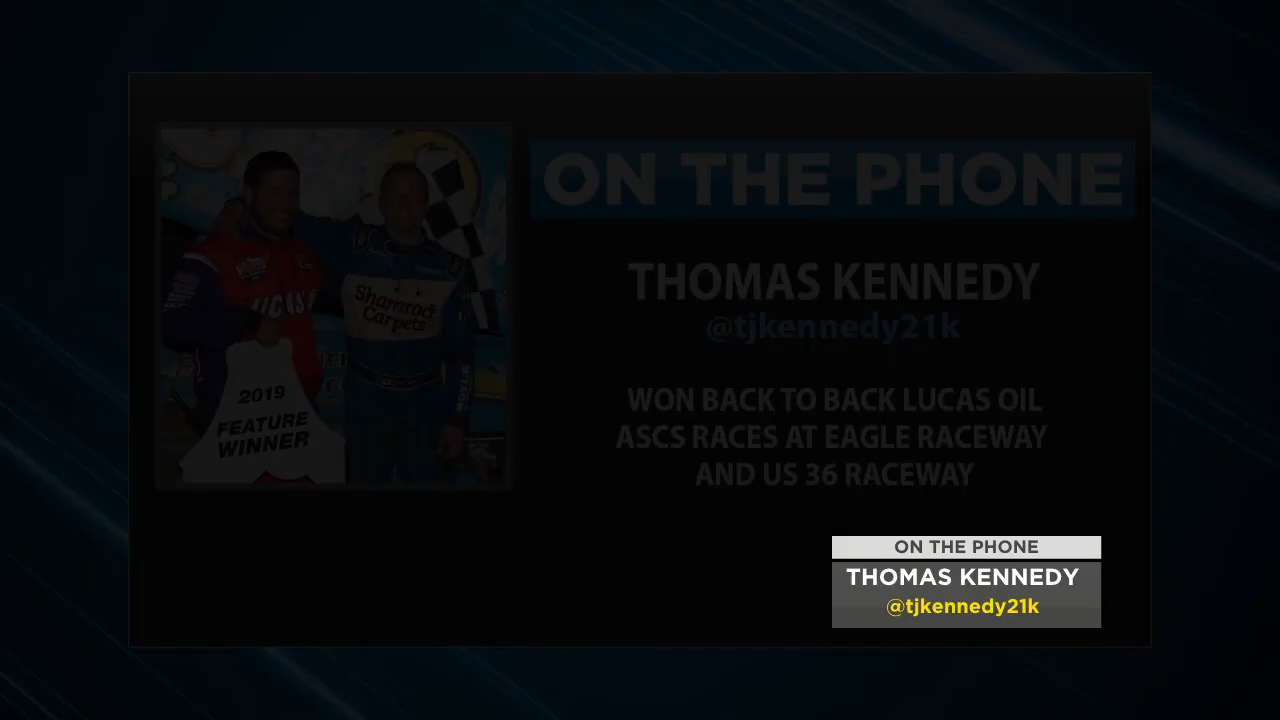 ON THE PHONE
THOMAS KENNEDY
@tjkennedy21k
WON BACK TO BACK LUCAS OIL
ASCS RACES AT EAGLE RACEWAY
AND US 36 RACEWAY
Shamrock
Carpets
LUCAS
2019
FEATURE
WINNER
ON THE PHONE
THOMAS KENNEDY
@tjkennedy21k